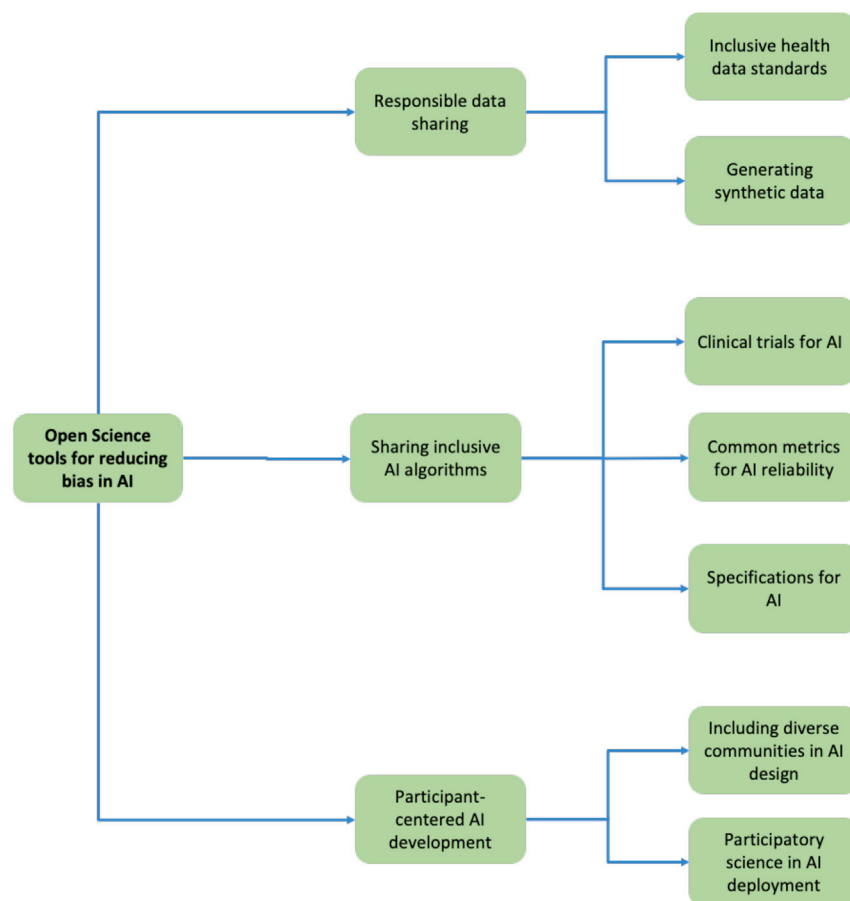 Inclusive health
data standards
Responsible data
sharing
Generating
synthetic data
Clinical trials for AI
Open Science
tools for reducing
bias in AI
Sharing inclusive
AI algorithms
Common metrics
for AI reliability
Specifications for
AI
Including diverse
communities in AI
design
Participant-
centered AI
development
Participatory
science in AI
deployment